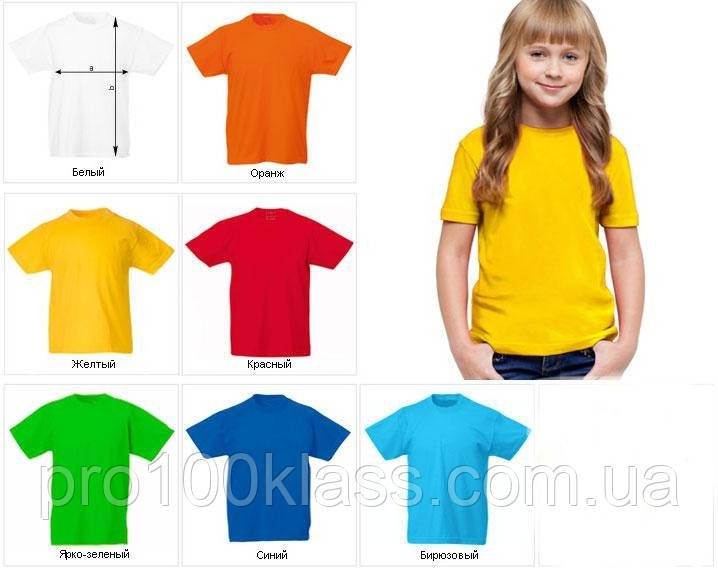 a
b
Белый
Оранж
Желтый
Красный
pro100klass.com.ua
Ярко-зеленый
Синий
Бирюзовый